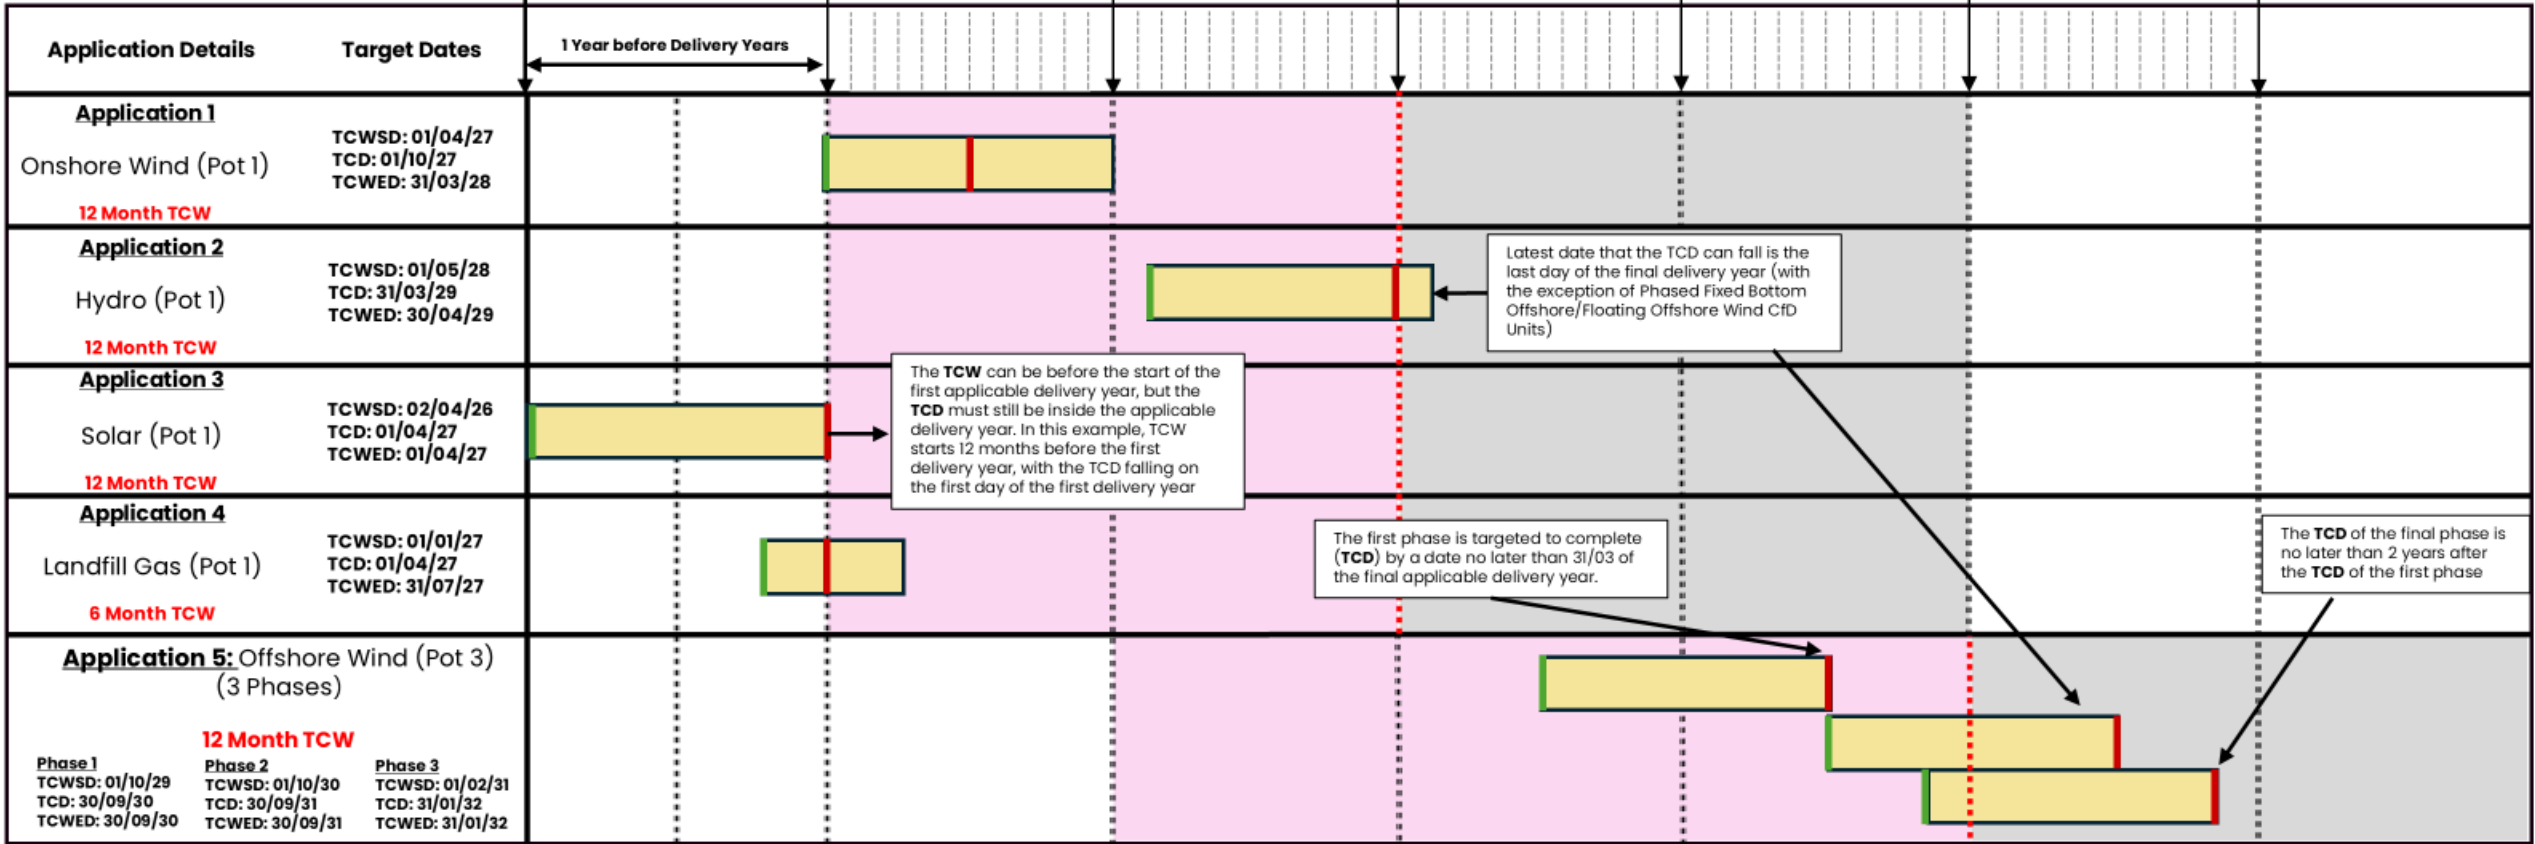 Application Details
Target Dates
1 Year before Delivery Years
Application 1
Onshore Wind (Pot 1)
12 Month TCW
TCWSD: 01/04/27
TCD: 01/10/27
TCWED: 31/03/28
Application 2
Hydro (Pot 1)
12 Month TCW
TCWSD: 01/05/28
TCD: 31/03/29
TCWED: 30/04/29
Latest date that the TCD can fall is the
last day of the final delivery year (with
the exception of Phased Fixed Bottom
Offshore/Floating Offshore Wind CfD
Units)
Application 3
Solar (Pot 1)
12 Month TCW
TCWSD: 02/04/26
TCD: 01/04/27
TCWED: 01/04/27
The TCW can be before the start of the
first applicable delivery year, but the
TCD must still be inside the applicable
delivery year. In this example, TCW
starts 12 months before the first
delivery year, with the TCD falling on
the first day of the first delivery year
Application 4
Landfill Gas (Pot 1)
6 Month TCW
TCWSD: 01/01/27
TCD: 01/04/27
TCWED: 31/07/27
The first phase is targeted to complete
(TCD) by a date no later than 31/03 of
the final applicable delivery year.
The TCD of the final phase is
no later than 2 years after
the TCD of the first phase
Application 5: Offshore Wind (Pot 3)
(3 Phases)
12 Month TCW
Phase 1
TCWSD: 01/10/29
TCD: 30/09/30
TCWED: 30/09/30
Phase 2
TCWSD: 01/10/30
TCD: 30/09/31
TCWED: 30/09/31
Phase 3
TCWSD: 01/02/31
TCD: 31/01/32
TCWED: 31/01/32